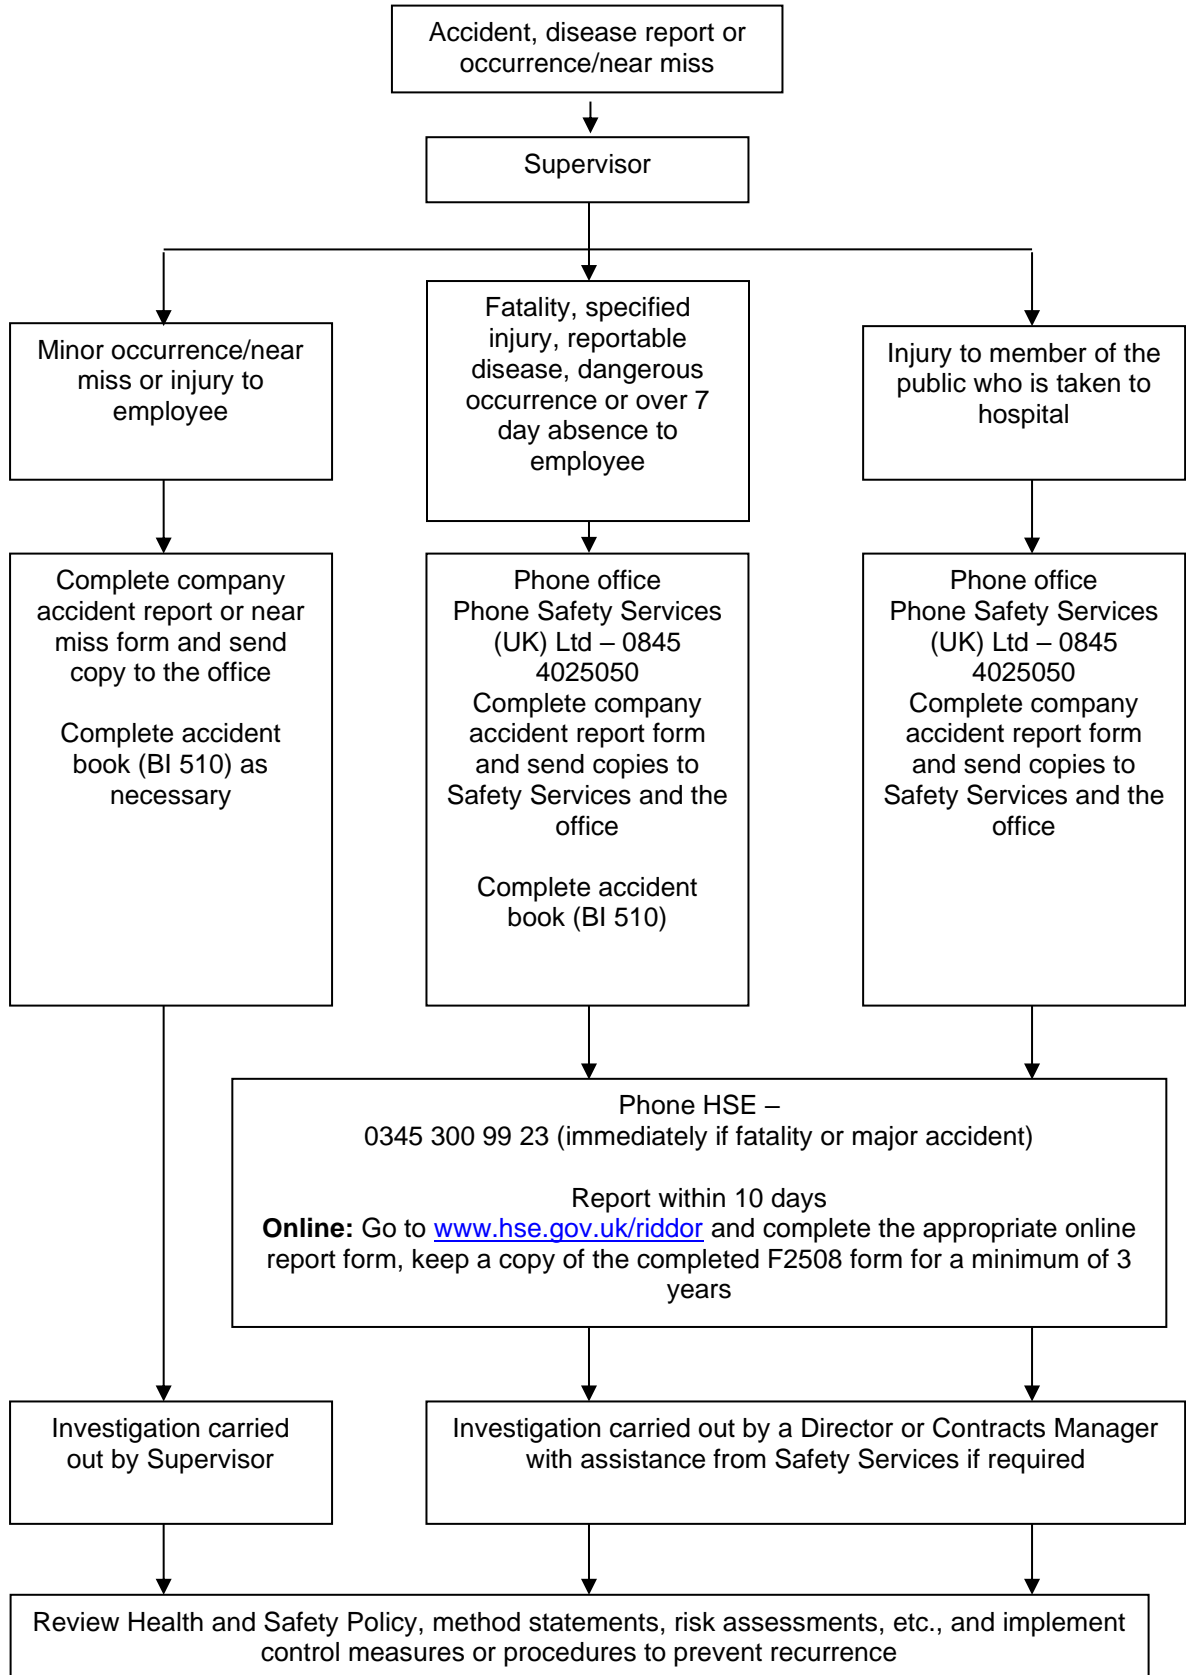 Accident, disease report or
occurrence/near miss
Supervisor
Minor occurrence/near
miss or injury to
employee
Fatality, specified
injury, reportable
disease, dangerous
occurrence or over 7
day absence to
employee
Injury to member of the
public who is taken to
hospital
Complete company
accident report or near
miss form and send
copy to the office
Complete accident
book (BI 510) as
necessary
Phone office
Phone Safety Services
(UK) Ltd – 0845
4025050
Complete company
accident report form
and send copies to
Safety Services and the
office
Complete accident
book (BI 510)
Phone office
Phone Safety Services
(UK) Ltd – 0845
4025050
Complete company
accident report form
and send copies to
Safety Services and the
office
Phone HSE –
0345 300 99 23 (immediately if fatality or major accident)
Report within 10 days
Online: Go to www.hse.gov.uk/riddor and complete the appropriate online
report form, keep a copy of the completed F2508 form for a minimum of 3
years
Investigation carried
out by Supervisor
Investigation carried out by a Director or Contracts Manager
with assistance from Safety Services if required
Review Health and Safety Policy, method statements, risk assessments, etc., and implement
control measures or procedures to prevent recurrence